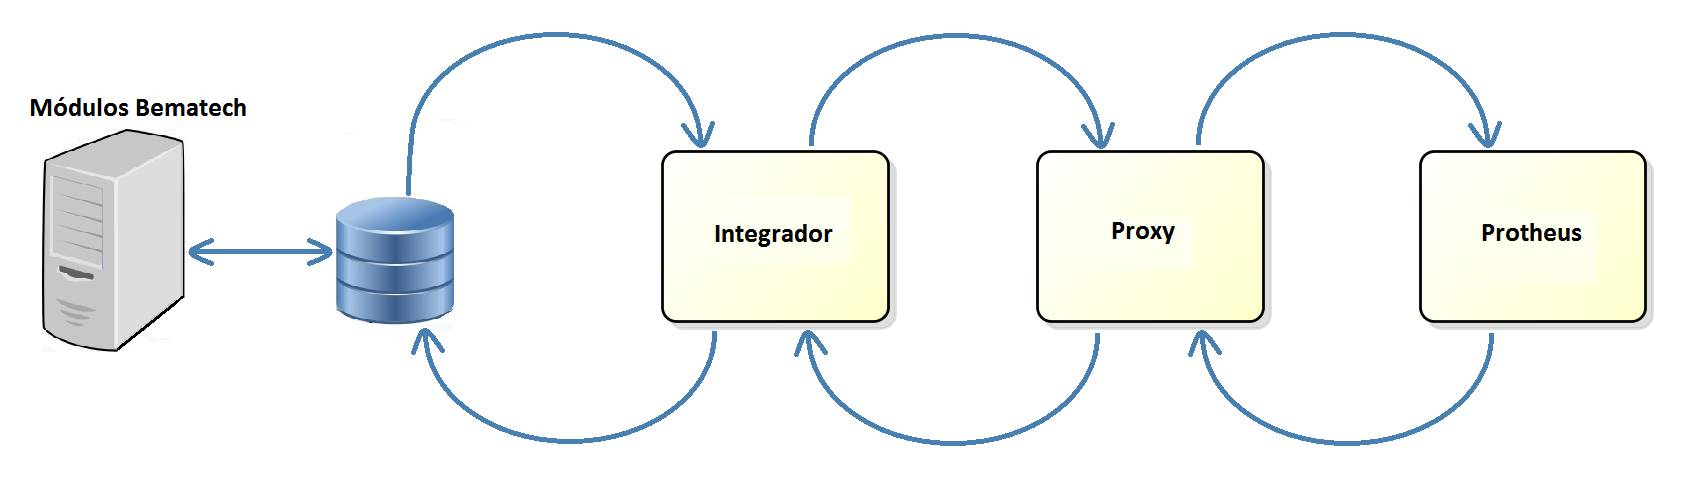 Módulos Bematech
Integrador
Proxy
Protheus